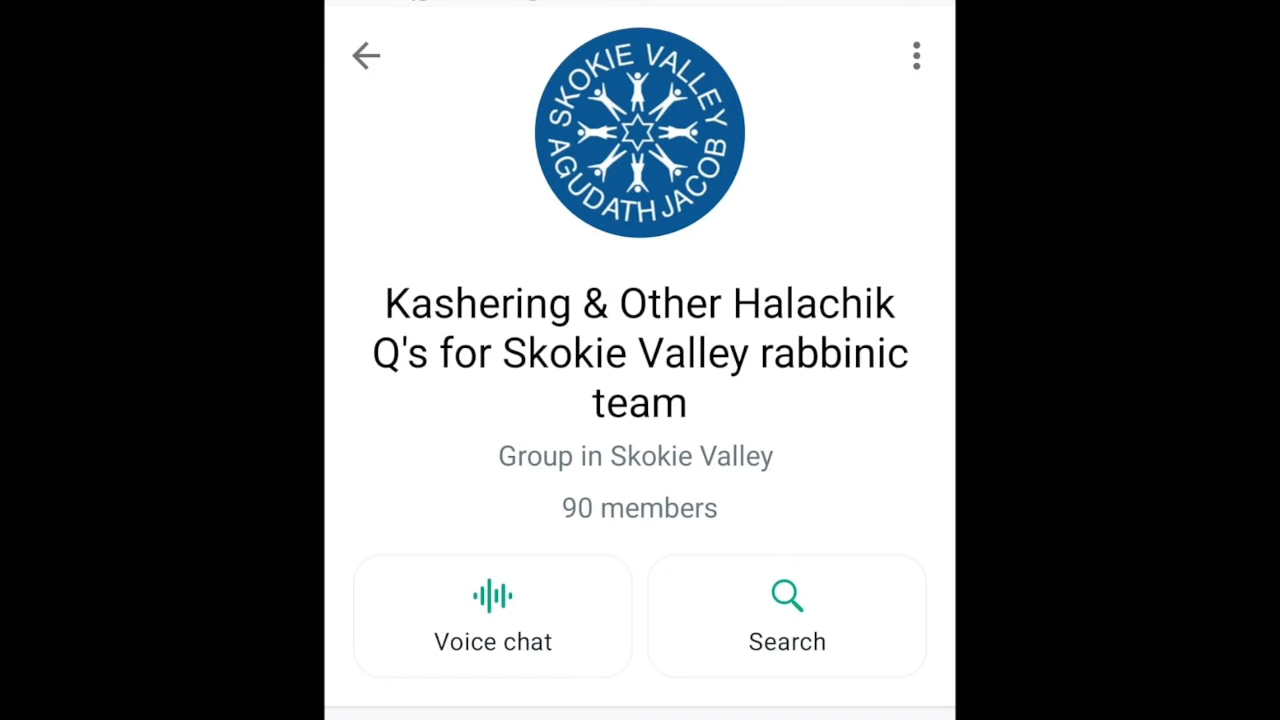 SKOKIE VALLEY
AGUDATH JACOB
Kashering & Other Halachik
Q's for Skokie Valley rabbinic
team
Group in Skokie Valley
90 members
Voice chat
Search